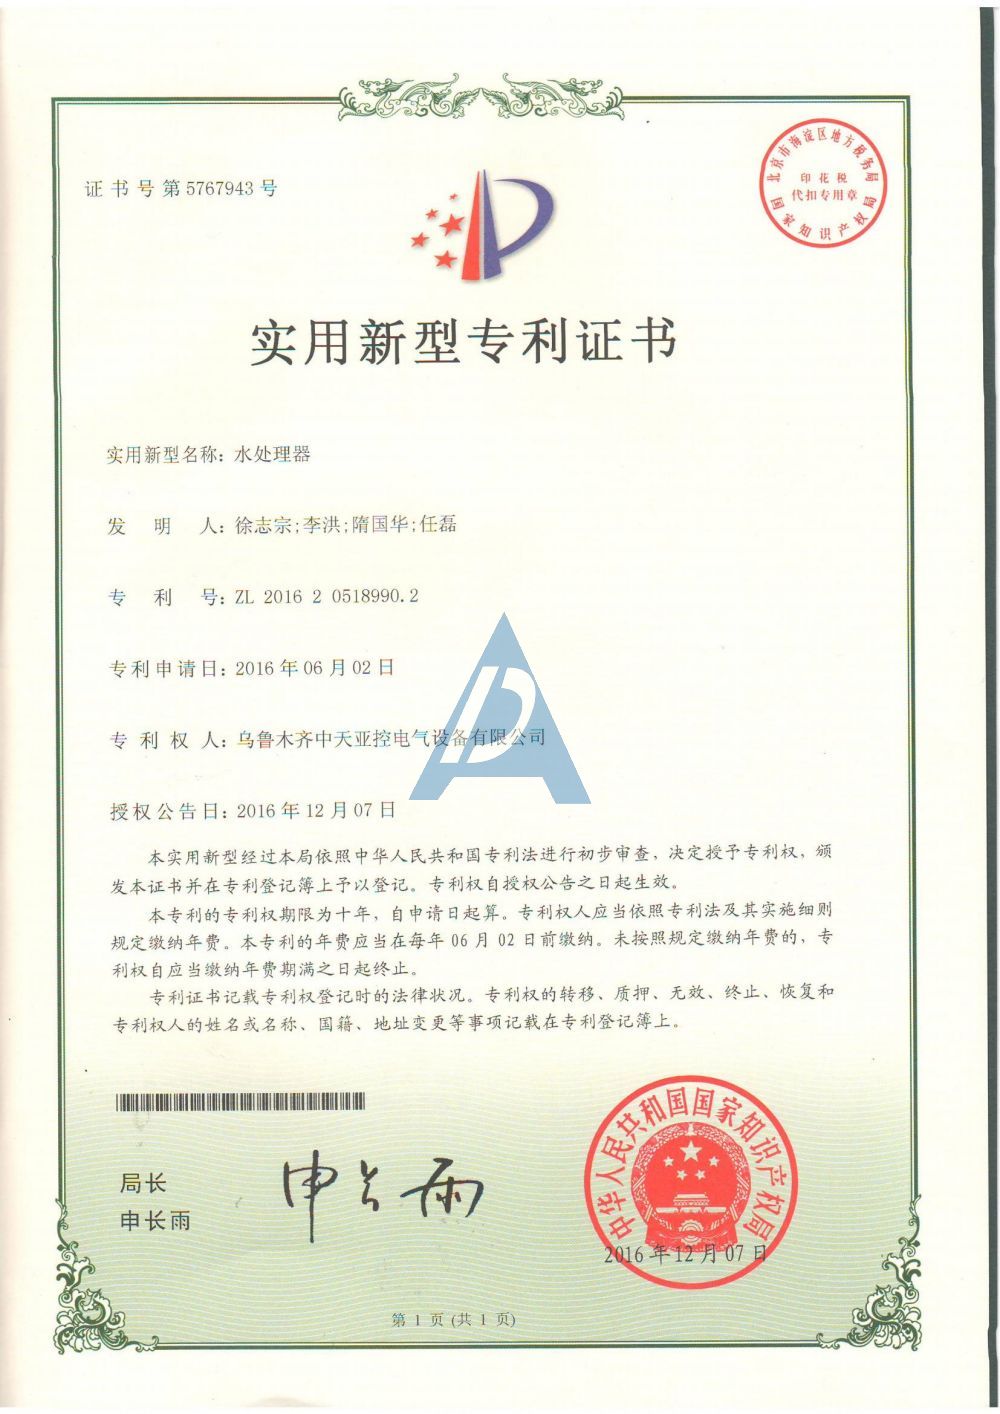 证书号第5767943号
北京市海淀区地方税务局
印花税
代扣专用章
国家知识产权局
实用新型专利证书
实用新型名称：水处理器
发明人：徐志宗;李洪;隋国华;任磊
专利号：ZL 2016 2 0518990.2
专利申请日：2016年06月02日
专利权人：乌鲁木齐中天亚控电气设备有限公司
授权公告日：2016年12月07日
本实用新型经过本局依照中华人民共和国专利法进行初步审查，决定授予专利权，颁
发本证书并在专利登记簿上予以登记。专利权自授权公告之日起生效。
本专利的专利权期限为十年，自申请日起算。专利权人应当依照专利法及其实施细则
规定缴纳年费。本专利的年费应当在每年06月02日前缴纳。未按照规定缴纳年费的，专
利权自应当缴纳年费期满之日起终止。
专利证书记载专利权登记时的法律状况。专利权的转移、质押、无效、终止、恢复和
专利权人的姓名或名称、国籍、地址变更等事项记载在专利登记簿上。
局长
申长雨
申长雨
中华人民共和国国家知识产权局
2016年12月07日
第1页(共1页)